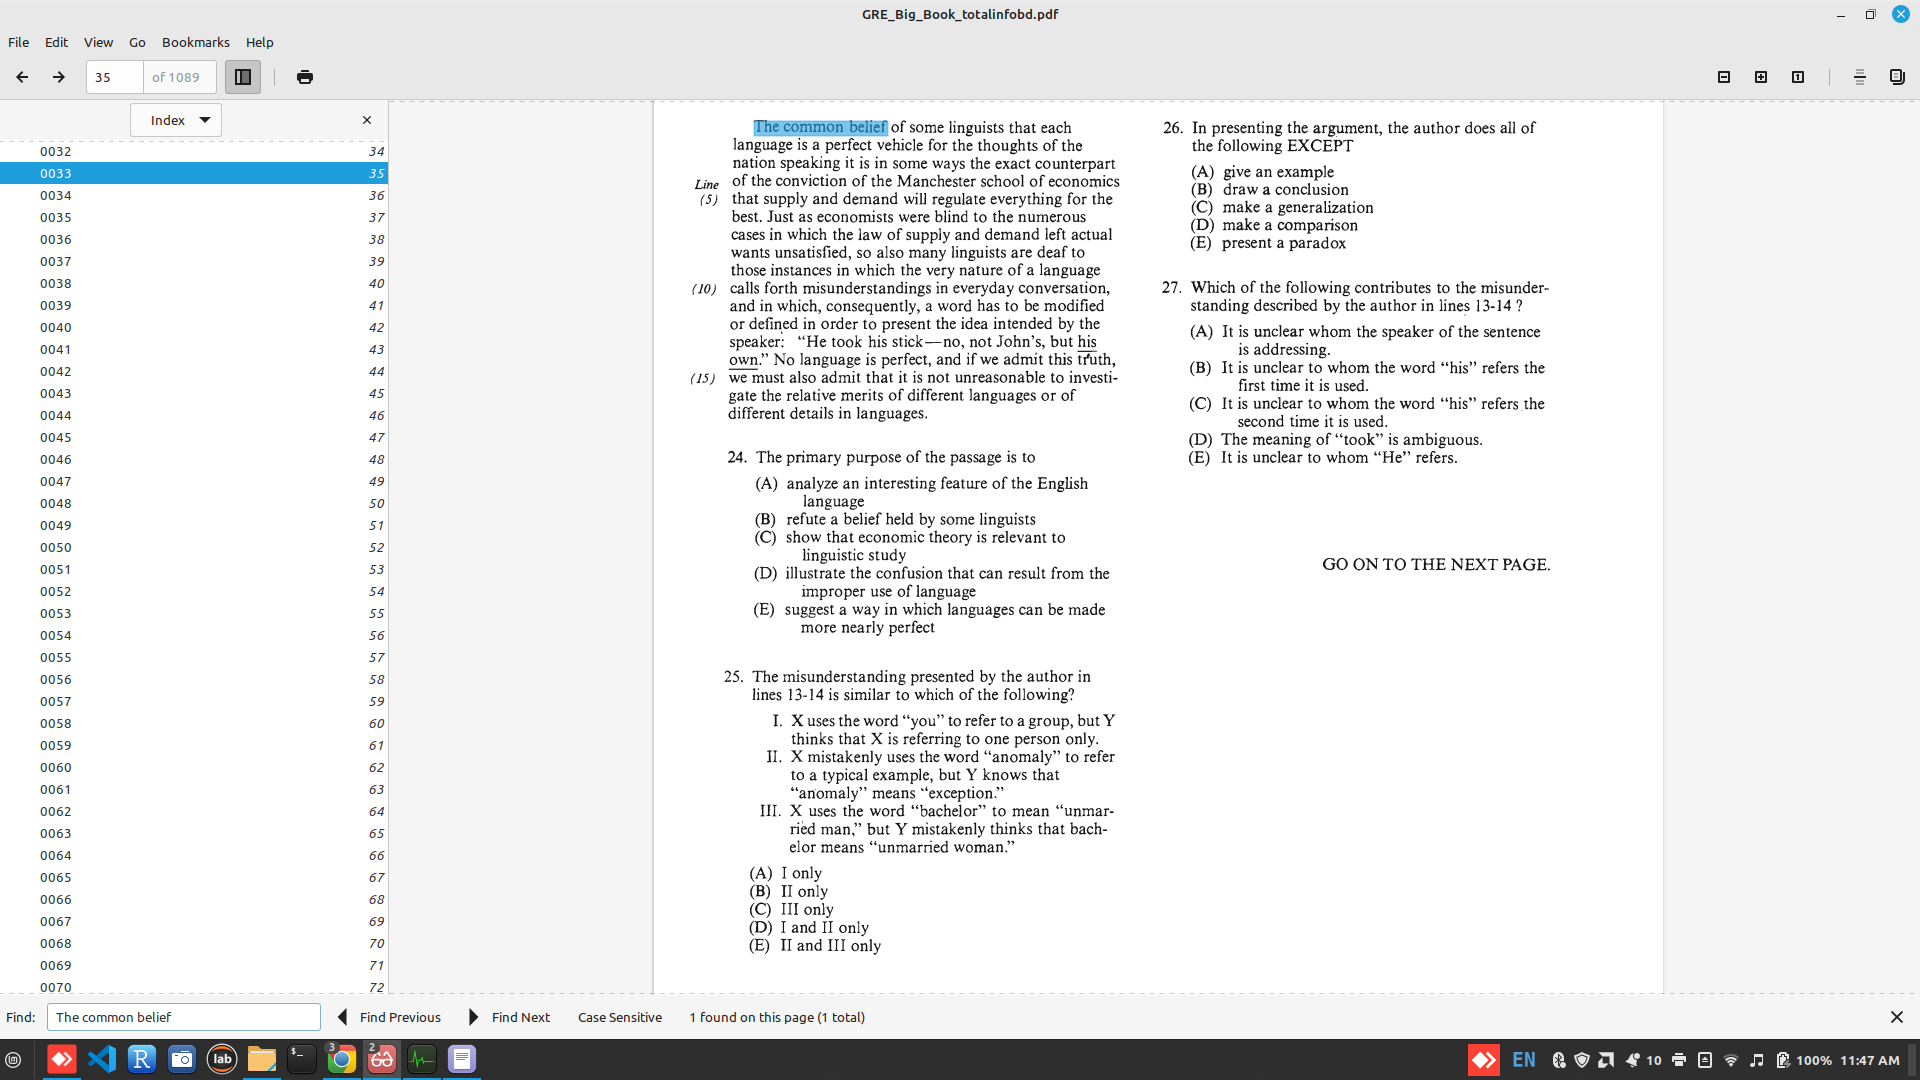 GRE_Big_Book_totalinfobd.pdf
File Edit View Go Bookmarks Help
35 of 1089
Index
0032 34
0033 35
0034 36
0035 37
0036 38
0037 39
0038 40
0039 41
0040 42
0041 43
0042 44
0043 45
0044 46
0045 47
0046 48
0047 49
0048 50
0049 51
0050 52
0051 53
0052 54
0053 55
0054 56
0055 57
0056 58
0057 59
0058 60
0059 61
0060 62
0061 63
0062 64
0063 65
0064 66
0065 67
0066 68
0067 69
0068 70
0069 71
0070 72
The common belief of some linguists that each
language is a perfect vehicle for the thoughts of the
nation speaking it is in some ways the exact counterpart
Line of the conviction of the Manchester school of economics
(5) that supply and demand will regulate everything for the
best. Just as economists were blind to the numerous
cases in which the law of supply and demand left actual
wants unsatisfied, so also many linguists are deaf to
those instances in which the very nature of a language
(10) calls forth misunderstandings in everyday conversation,
and in which, consequently, a word has to be modified
or defined in order to present the idea intended by the
speaker: “He took his stick—no, not John’s, but his
own.” No language is perfect, and if we admit this truth,
(15) we must also admit that it is not unreasonable to investi-
gate the relative merits of different languages or of
different details in languages.
24. The primary purpose of the passage is to
(A) analyze an interesting feature of the English
language
(B) refute a belief held by some linguists
(C) show that economic theory is relevant to
linguistic study
(D) illustrate the confusion that can result from the
improper use of language
(E) suggest a way in which languages can be made
more nearly perfect
25. The misunderstanding presented by the author in
lines 13-14 is similar to which of the following?
I. X uses the word “you” to refer to a group, but Y
thinks that X is referring to one person only.
II. X mistakenly uses the word “anomaly” to refer
to a typical example, but Y knows that
“anomaly” means “exception.”
III. X uses the word “bachelor” to mean “unmar-
ried man,” but Y mistakenly thinks that bach-
elor means “unmarried woman.”
(A) I only
(B) II only
(C) III only
(D) I and II only
(E) II and III only
26. In presenting the argument, the author does all of
the following EXCEPT
(A) give an example
(B) draw a conclusion
(C) make a generalization
(D) make a comparison
(E) present a paradox
27. Which of the following contributes to the misunder-
standing described by the author in lines 13-14 ?
(A) It is unclear whom the speaker of the sentence
is addressing.
(B) It is unclear to whom the word “his” refers the
first time it is used.
(C) It is unclear to whom the word “his” refers the
second time it is used.
(D) The meaning of “took” is ambiguous.
(E) It is unclear to whom “He” refers.
GO ON TO THE NEXT PAGE.
Find: The common belief Find Previous Find Next Case Sensitive 1 found on this page (1 total)
R lab 3 2 EN 10 100% 11:47 AM